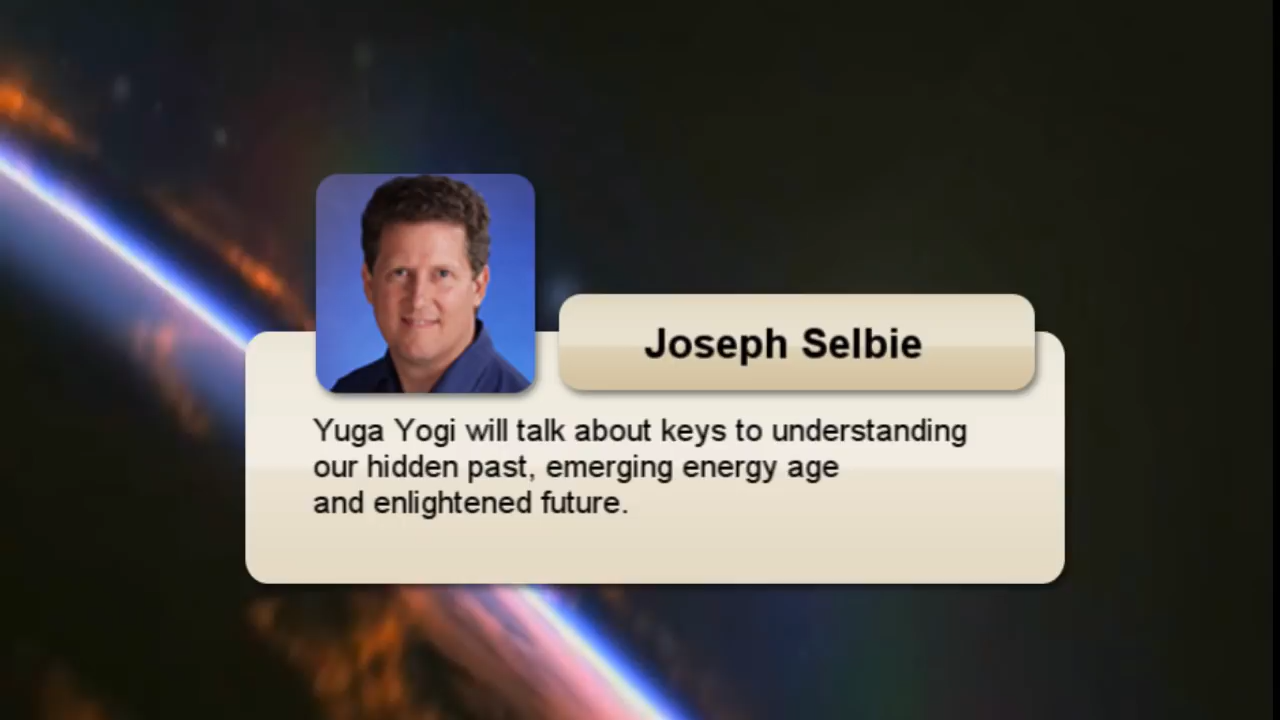 Joseph Selbie
Yuga Yogi will talk about keys to understanding
our hidden past, emerging energy age
and enlightened future.